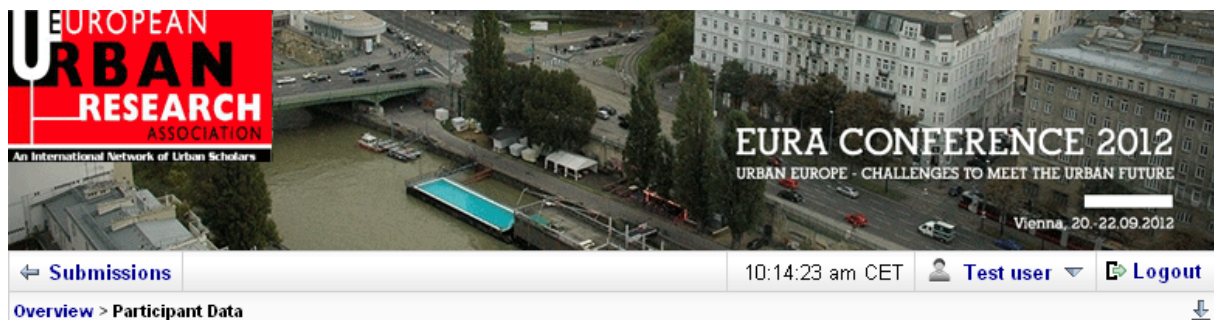 EUROPEAN
URBAN
RESEARCH
ASSOCIATION
An International Network of Urban Scholars
EURA CONFERENCE 2012
URBAN EUROPE - CHALLENGES TO MEET THE URBAN FUTURE
Vienna, 20.-22.09.2012
Submissions
10:14:23 am CET
Test user
Logout
Overview > Participant Data